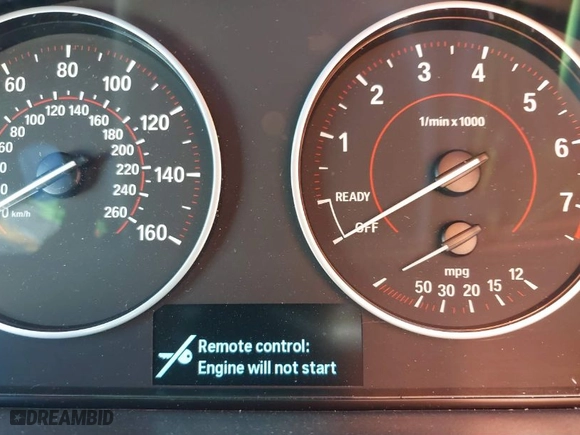 60 80 100 120 140 160
60 80 100 120 140 160 180 200 220 240 260
km/h
1 2 3 4 5 6 7
1/min x 1000
READY
OFF
mpg
50 30 20 15 12
Remote control:
Engine will not start
DREAMBID